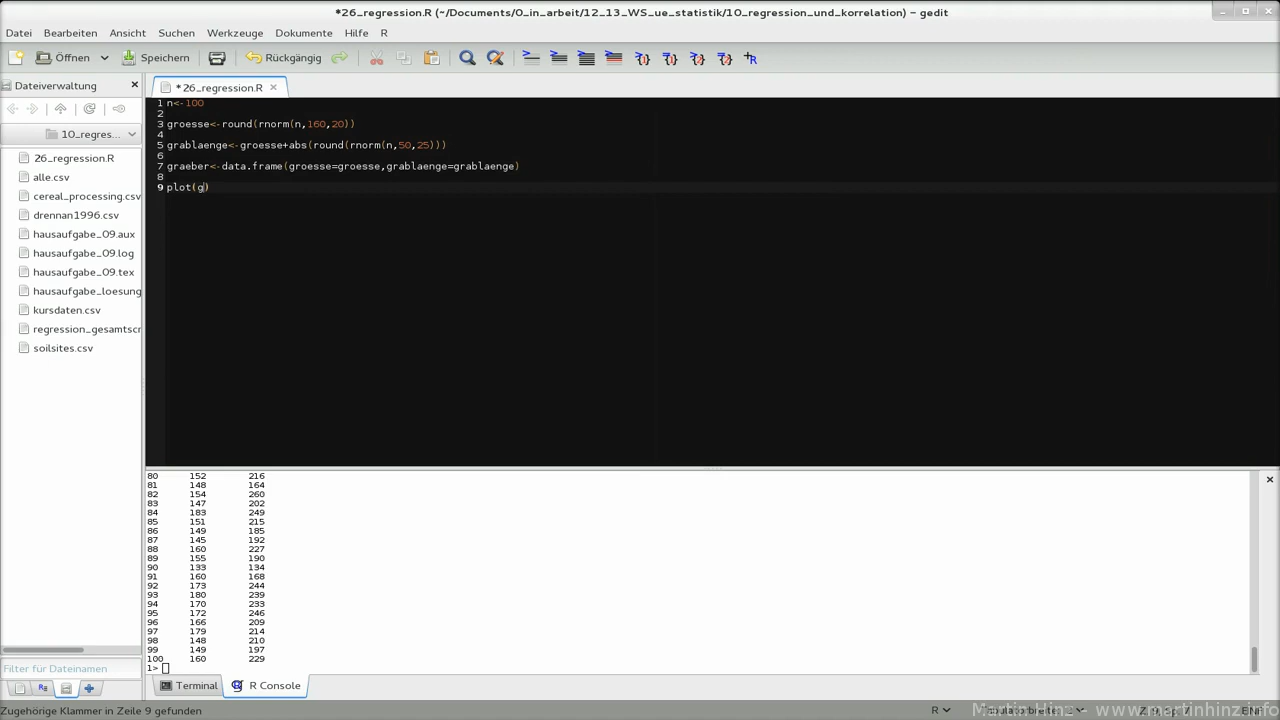 *26_regression.R (~/Documents/0_in_arbeit/12_13_WS_ue_statistik/10_regression_und_korrelation) – gedit
Datei Bearbeiten Ansicht Suchen Werkzeuge Dokumente Hilfe R
Öffnen Speichern Rückgängig
Dateiverwaltung
*26_regression.R
10_regres...
26_regression.R
alle.csv
cereal_processing.csv
drennan1996.csv
hausaufgabe_09.aux
hausaufgabe_09.log
hausaufgabe_09.tex
hausaufgabe_loesung
kursdaten.csv
regression_gesamtscr
soilsites.csv
Filter für Dateinamen
1 n<-100
2
3 groesse<-round(rnorm(n,160,20))
4
5 grablaenge<-groesse+abs(round(rnorm(n,50,25)))
6
7 graeber<-data.frame(groesse=groesse,grablaenge=grablaenge)
8
9 plot(g)
80 152 216
81 148 164
82 154 260
83 147 202
84 183 249
85 151 215
86 149 185
87 145 192
88 160 227
89 155 190
90 133 134
91 160 168
92 173 244
93 180 239
94 170 233
95 172 246
96 166 209
97 179 214
98 148 210
99 149 197
100 160 229
1>
Terminal R Console
Zugehörige Klammer in Zeile 9 gefunden
R
Martin Hinz - www.martinhinz.info